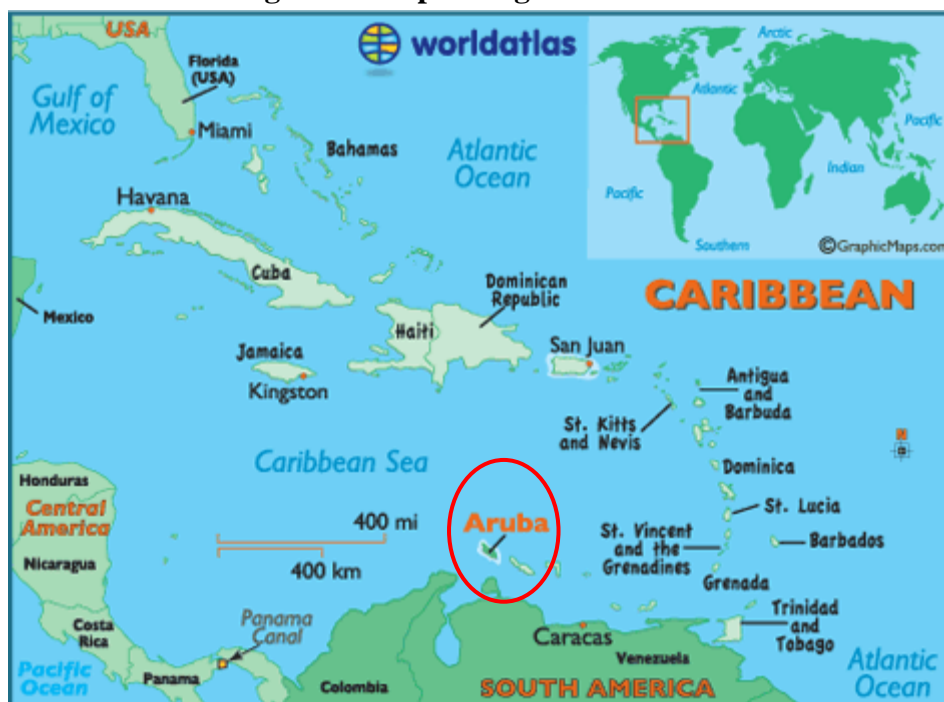 USA
worldatlas
Arctic
Florida
(USA)
Gulf of
Mexico
Atlantic
Miami
Pacific
Bahamas
Atlantic
Ocean
Indian
Pacific
Havana
Southern
©GraphicMaps.com
Cuba
Dominican
Republic
CARIBBEAN
Mexico
Haiti
San Juan
Jamaica
Kingston
Antigua
and
Barbuda
St. Kitts
and Nevis
Caribbean Sea
Dominica
Honduras
Central
America
400 mi
Aruba
St. Lucia
St. Vincent
and the
Grenadines
Barbados
400 km
Nicaragua
Grenada
Trinidad
and
Tobago
Costa
Rica
Panama
Canal
Caracas
Venezuela
Pacific
Ocean
Panama
Colombia
SOUTH AMERICA
Atlantic
Ocean